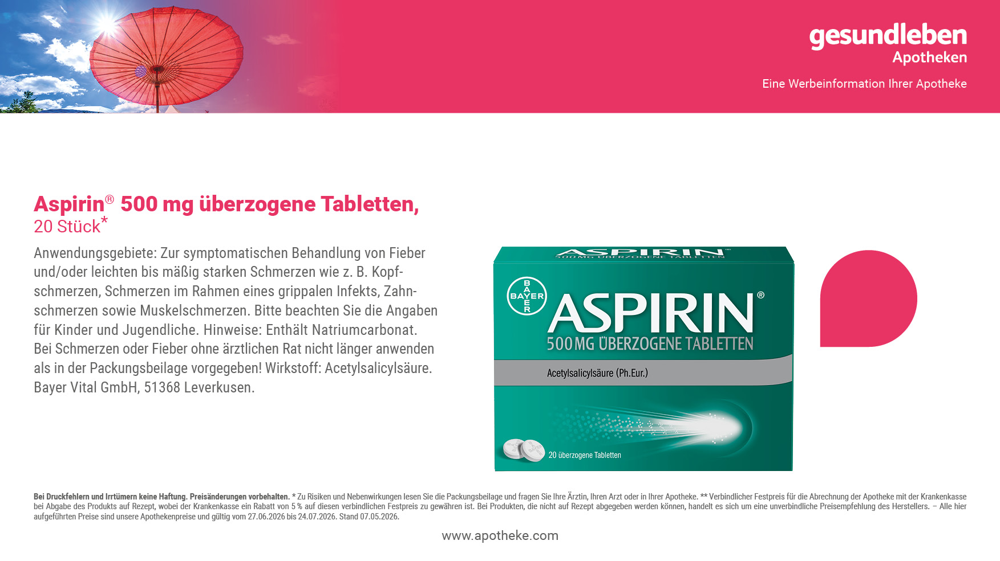 gesundleben
Apotheken
Eine Werbeinformation Ihrer Apotheke
Aspirin® 500 mg überzogene Tabletten,
20 Stück*
Anwendungsgebiete: Zur symptomatischen Behandlung von Fieber
und/oder leichten bis mäßig starken Schmerzen wie z. B. Kopf-
schmerzen, Schmerzen im Rahmen eines grippalen Infekts, Zahn-
schmerzen sowie Muskelschmerzen. Bitte beachten Sie die Angaben
für Kinder und Jugendliche. Hinweise: Enthält Natriumcarbonat.
Bei Schmerzen oder Fieber ohne ärztlichen Rat nicht länger anwenden
als in der Packungsbeilage vorgegeben! Wirkstoff: Acetylsalicylsäure.
Bayer Vital GmbH, 51368 Leverkusen.
ASPIRIN®
500 MG ÜBERZOGENE TABLETTEN
BAYER
BAYER
ASPIRIN®
500 MG ÜBERZOGENE TABLETTEN
Acetylsalicylsäure (Ph.Eur.)
BAYER
20 überzogene Tabletten
Bei Druckfehlern und Irrtümern keine Haftung. Preisänderungen vorbehalten. * Zu Risiken und Nebenwirkungen lesen Sie die Packungsbeilage und fragen Sie Ihre Ärztin, Ihren Arzt oder in Ihrer Apotheke. ** Verbindlicher Festpreis für die Abrechnung der Apotheke mit der Krankenkasse
bei Abgabe des Produkts auf Rezept, wobei der Krankenkasse ein Rabatt von 5 % auf diesen verbindlichen Festpreis zu gewähren ist. Bei Produkten, die nicht auf Rezept abgegeben werden können, handelt es sich um eine unverbindliche Preisempfehlung des Herstellers. – Alle hier
aufgeführten Preise sind unsere Apothekenpreise und gültig vom 27.06.2026 bis 24.07.2026. Stand 07.05.2026.
www.apotheke.com